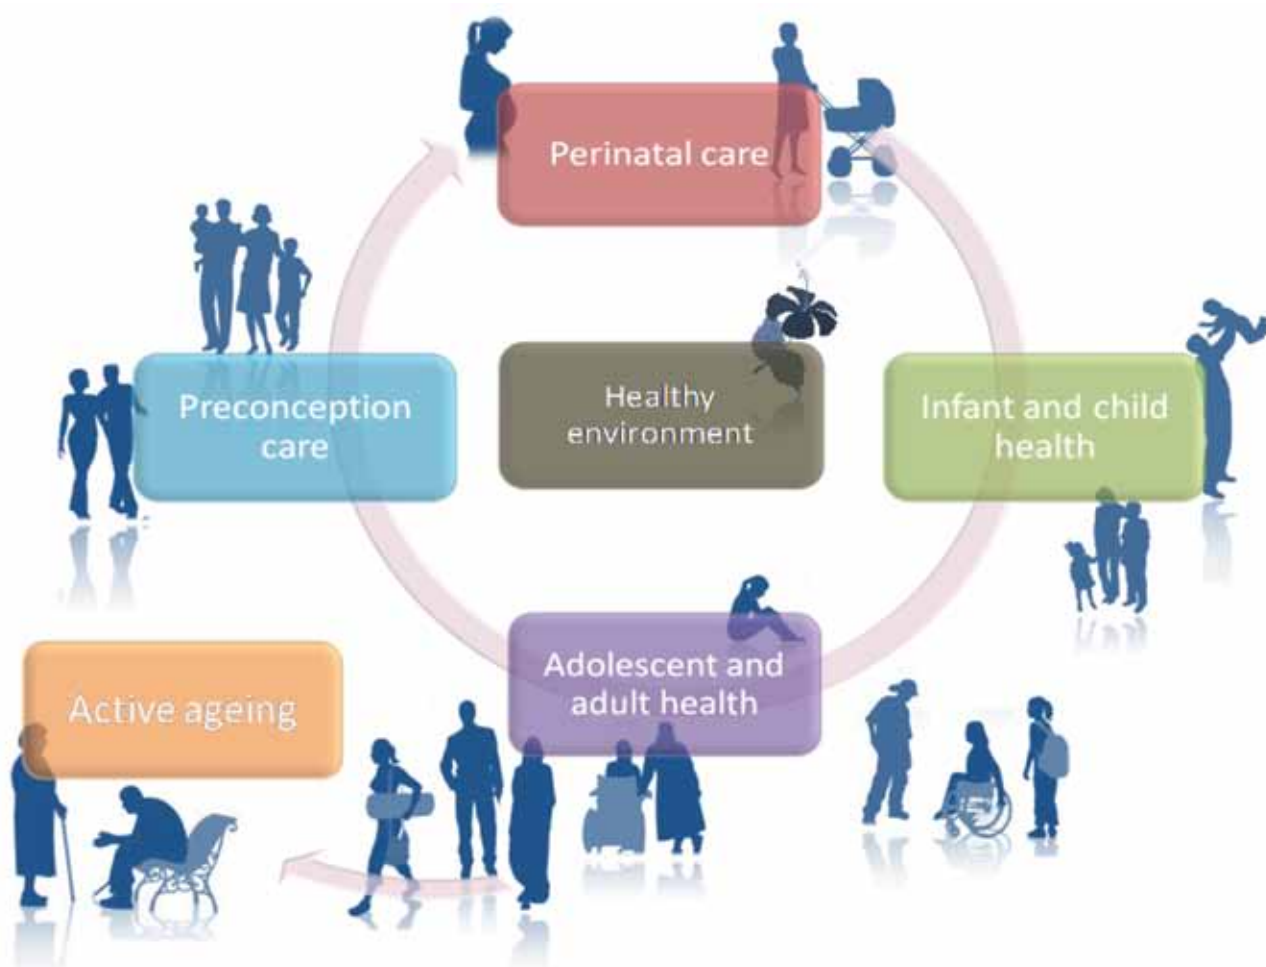 Perinatal care
Preconception
care
Healthy
environment
Infant and child
health
Adolescent and
adult health
Active ageing